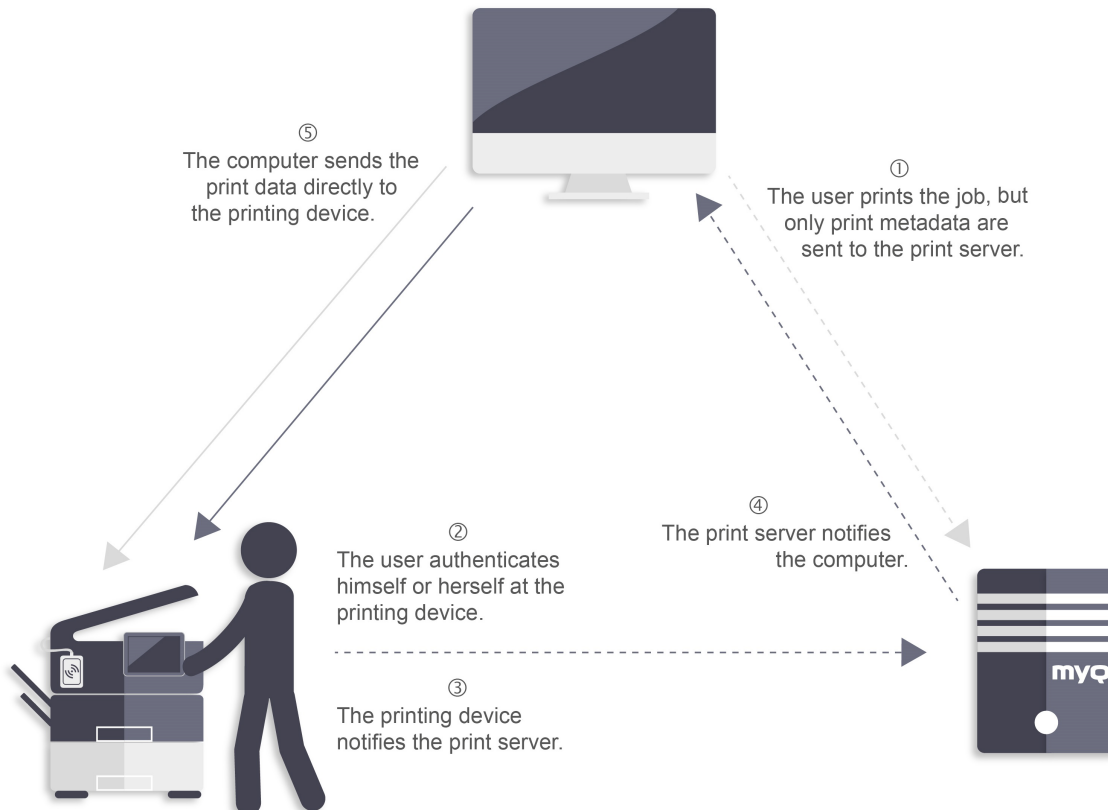 ①
The user prints the job, but
only print metadata are
sent to the print server.
②
The user authenticates
himself or herself at the
printing device.
③
The printing device
notifies the print server.
④
The print server notifies
the computer.
⑤
The computer sends the
print data directly to
the printing device.
myQ